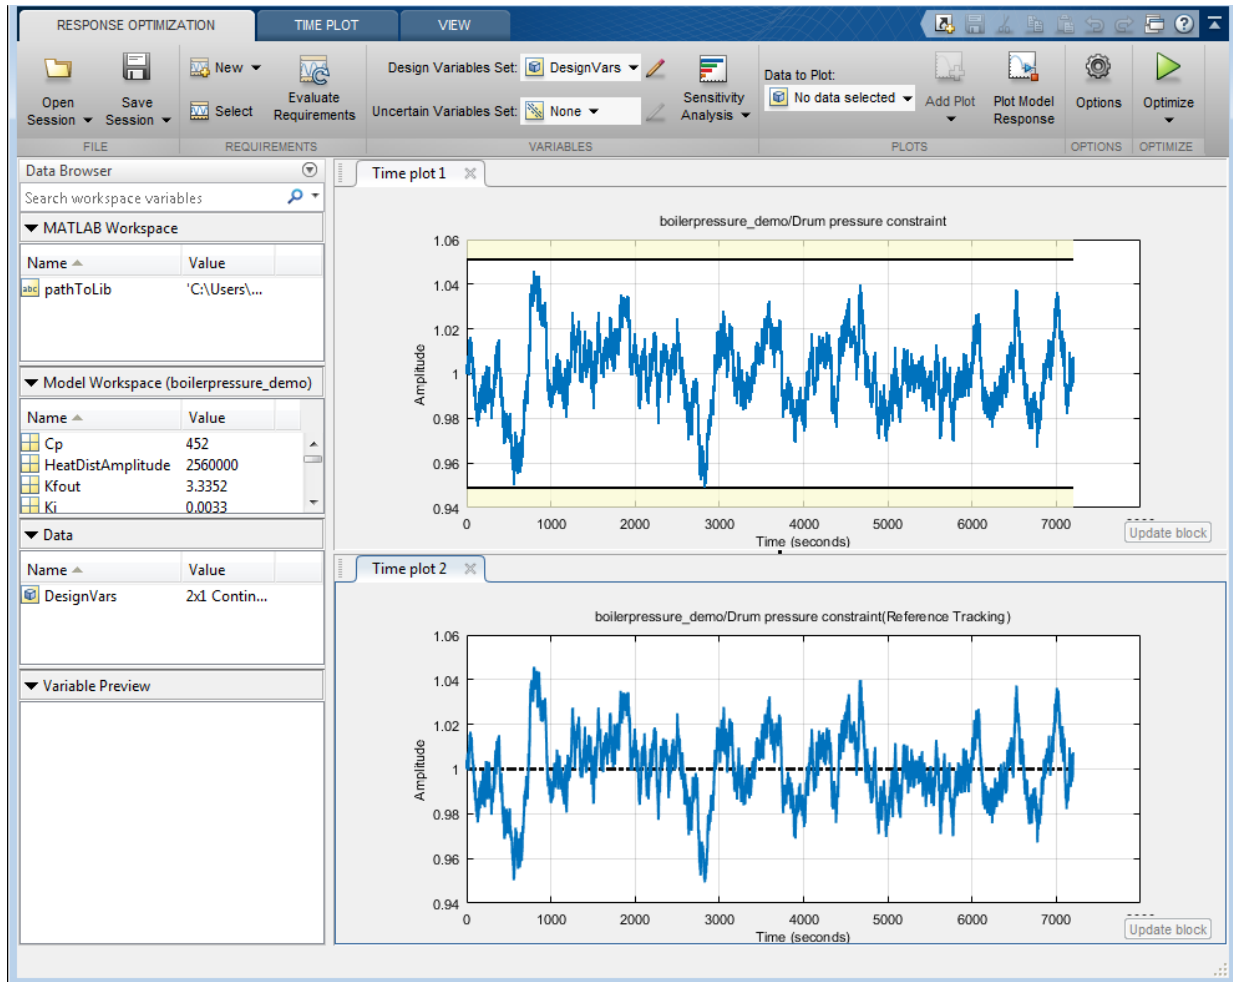 RESPONSE OPTIMIZATION
TIME PLOT
VIEW
?
Open Session
Save Session
New
Select
Evaluate Requirements
Design Variables Set: DesignVars
Uncertain Variables Set: None
Sensitivity Analysis
Data to Plot:
No data selected
Add Plot
Plot Model Response
Options
Optimize
FILE
REQUIREMENTS
VARIABLES
PLOTS
OPTIONS
OPTIMIZE
Data Browser
Search workspace variables
MATLAB Workspace
Name Value
abc pathToLib 'C:\Users\...
Model Workspace (boilerpressure_demo)
Name Value
Cp 452
HeatDistAmplitude 2560000
Kfout 3.3352
Ki 0.0033
Data
Name Value
DesignVars 2x1 Contin...
Variable Preview
Time plot 1
boilerpressure_demo/Drum pressure constraint
1.06
1.04
1.02
1
0.98
0.96
0.94
Amplitude
0 1000 2000 3000 4000 5000 6000 7000
Time (seconds)
Update block
Time plot 2
boilerpressure_demo/Drum pressure constraint(Reference Tracking)
1.06
1.04
1.02
1
0.98
0.96
0.94
Amplitude
0 1000 2000 3000 4000 5000 6000 7000
Time (seconds)
Update block